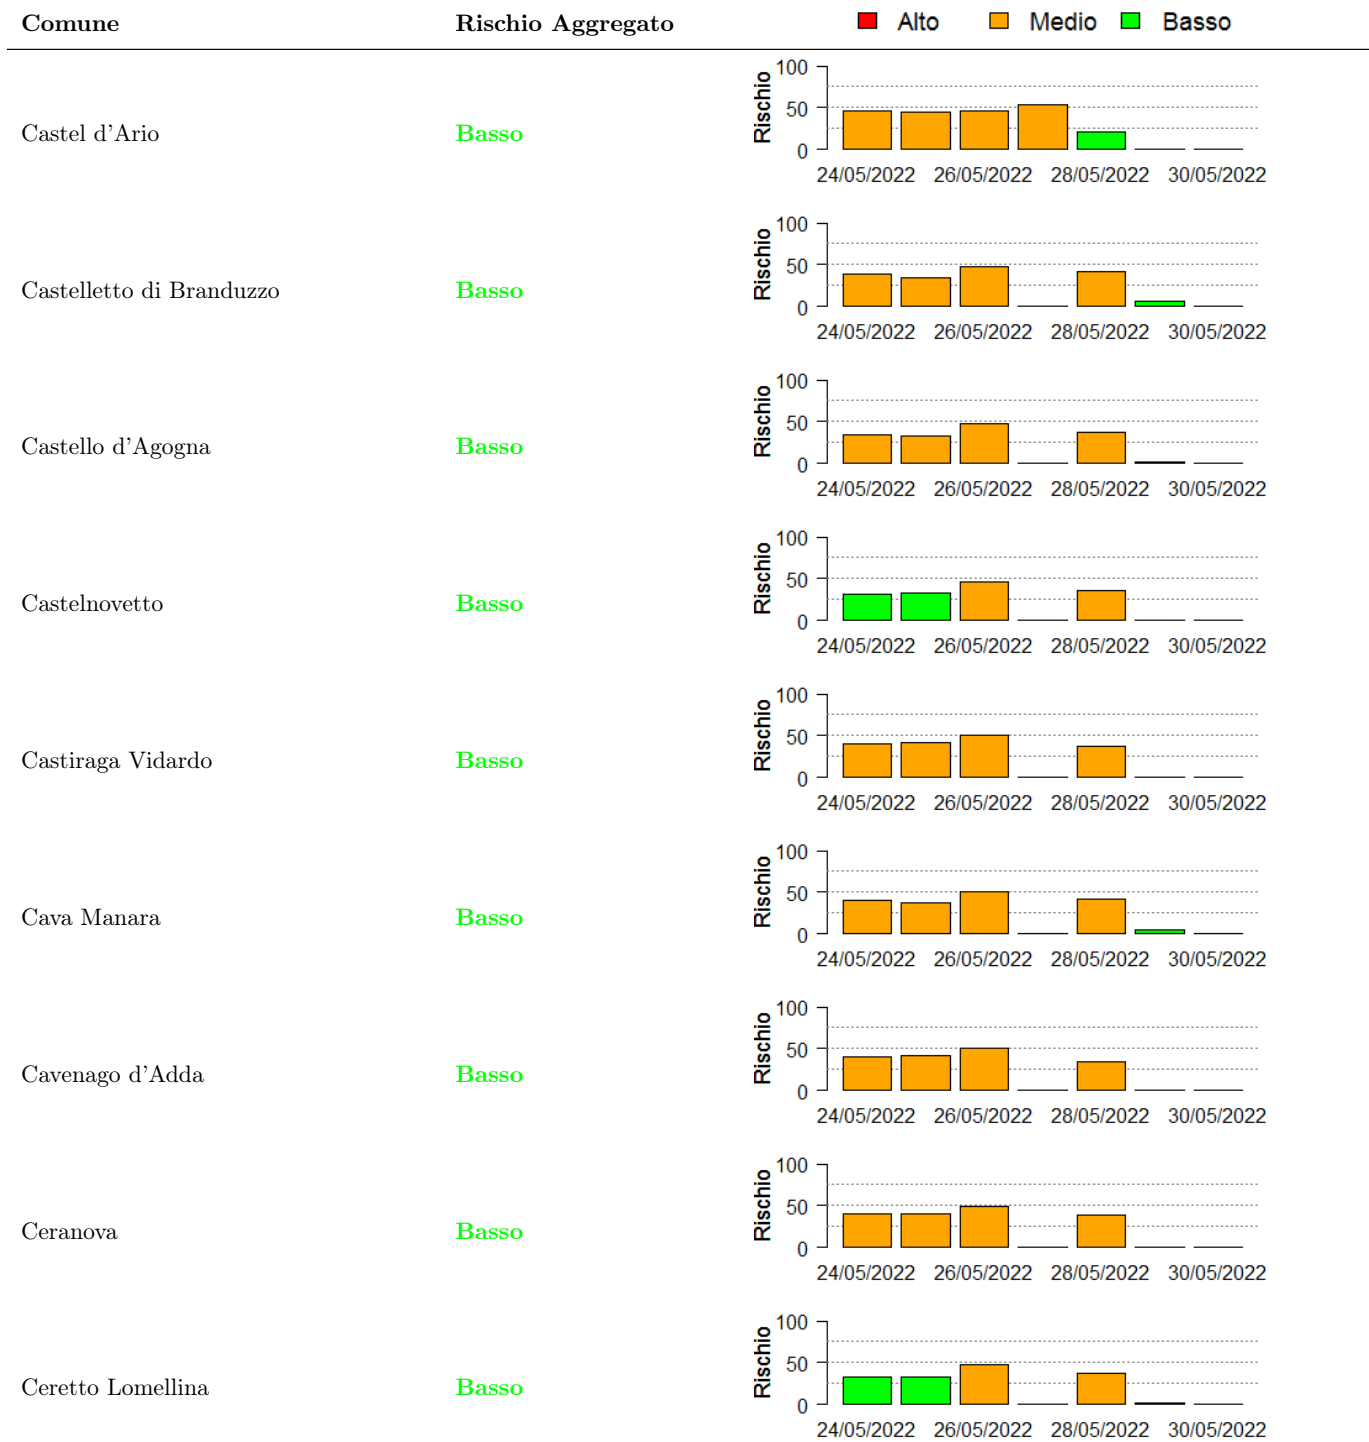 Comune Rischio Aggregato Alto Medio Basso
100
50
0
Rischio
Castel d'Ario Basso
24/05/2022 26/05/2022 28/05/2022 30/05/2022
100
50
0
Rischio
Castelletto di Branduzzo Basso
24/05/2022 26/05/2022 28/05/2022 30/05/2022
100
50
0
Rischio
Castello d'Agogna Basso
24/05/2022 26/05/2022 28/05/2022 30/05/2022
100
50
0
Rischio
Castelnovetto Basso
24/05/2022 26/05/2022 28/05/2022 30/05/2022
100
50
0
Rischio
Castiraga Vidardo Basso
24/05/2022 26/05/2022 28/05/2022 30/05/2022
100
50
0
Rischio
Cava Manara Basso
24/05/2022 26/05/2022 28/05/2022 30/05/2022
100
50
0
Rischio
Cavenago d'Adda Basso
24/05/2022 26/05/2022 28/05/2022 30/05/2022
100
50
0
Rischio
Ceranova Basso
24/05/2022 26/05/2022 28/05/2022 30/05/2022
100
50
0
Rischio
Ceretto Lomellina Basso
24/05/2022 26/05/2022 28/05/2022 30/05/2022